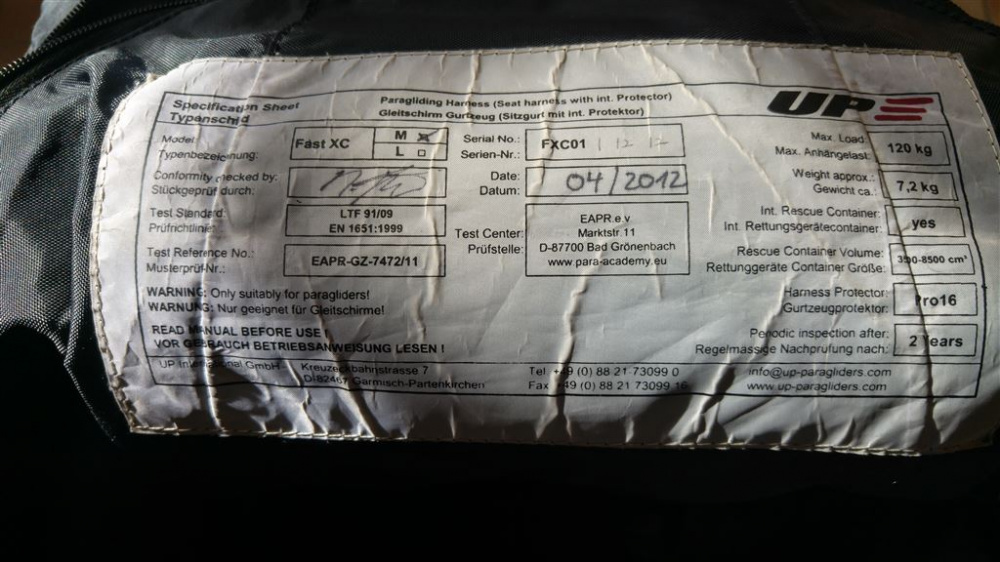 Specification Sheet
Typenschild
Paragliding Harness (Seat harness with int. Protector)
Gleitschirm Gurtzeug (Sitzgurt mit int. Protektor)
UP
Model:
Typenbezeichnung:
Fast XC
M
L
Serial No.:
Serien-Nr.:
FXC01
Max. Load
Max. Anhängelast:
120 kg
Conformity checked by:
Stückgeprüft durch:
Date:
Datum:
04/2012
Weight approx.:
Gewicht ca.:
7,2 kg
Test Standard:
Prüfrichtlinie:
LTF 91/09
EN 1651:1999
Test Center:
Prüfstelle:
EAPR.e.v
Marktstr. 11
D-87700 Bad Grönenbach
www.para-academy.eu
Int. Rescue Container:
Int. Rettungsgerätecontainer:
yes
Test Reference No.:
Musterprüf-Nr.:
EAPR-GZ-7472/11
Rescue Container Volume:
Rettungsgeräte Container Größe:
-8500 cm³
WARNING: Only suitably for paragliders!
WARNUNG: Nur geeignet für Gleitschirme!
Harness Protector:
Gurtzeugprotektor:
Pro16
READ MANUAL BEFORE USE !
VOR GEBRAUCH BETRIEBSANWEISUNG LESEN !
Periodic inspection after:
Regelmassige Nachprüfung nach:
2 Years
UP International GmbH - Kreuzeckbahnstrasse 7
D-82467 Garmisch-Partenkirchen
Tel +49 (0) 88 21 73099 0
Fax +49 (0) 88 21 73099 16
info@up-paragliders.com
www.up-paragliders.com